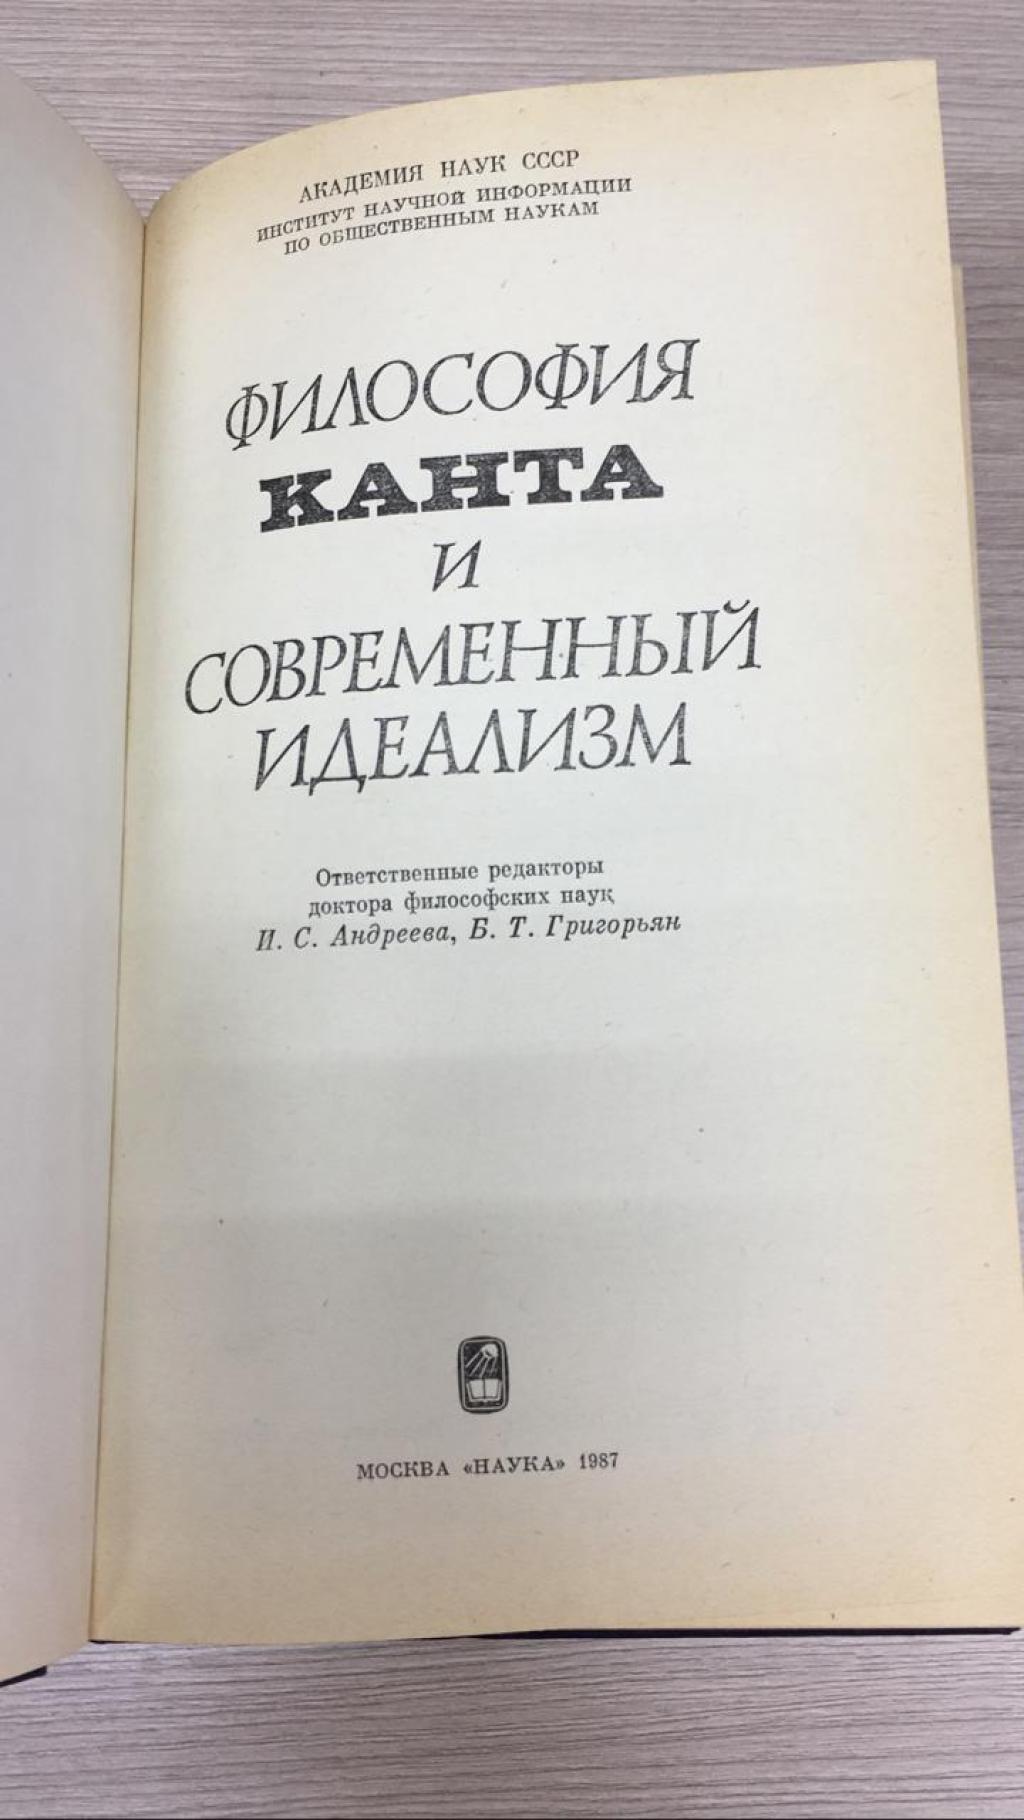 АКАДЕМИЯ НАУК СССР
ИНСТИТУТ НАУЧНОЙ ИНФОРМАЦИИ
ПО ОБЩЕСТВЕННЫМ НАУКАМ
ФИЛОСОФИЯ
КАНТА
И
СОВРЕМЕННЫЙ
ИДЕАЛИЗМ
Ответственные редакторы
доктора философских наук
И. С. Андреева, Б. Т. Григорьян
МОСКВА «НАУКА» 1987